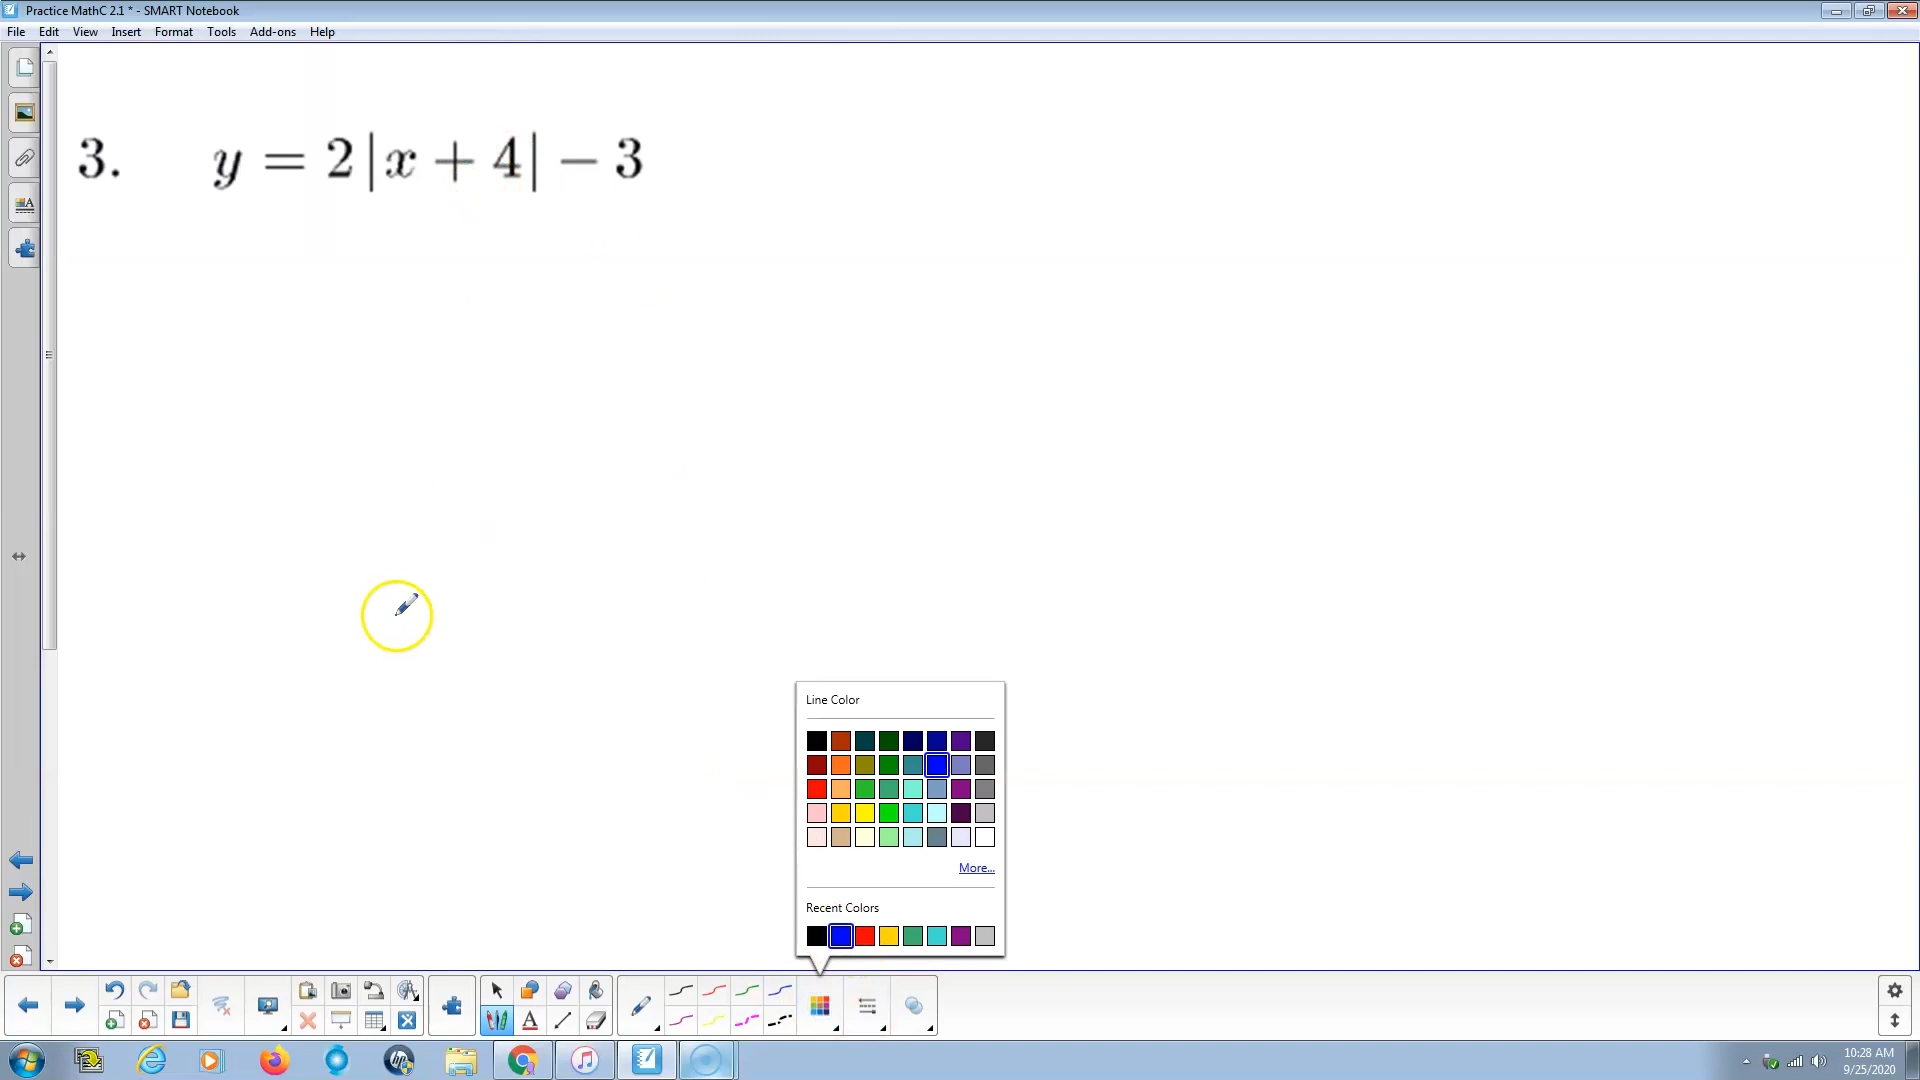 Practice MathC 2.1 * - SMART Notebook
File Edit View Insert Format Tools Add-ons Help
3. y = 2|x + 4| − 3
Line Color
More...
Recent Colors
10:28 AM
9/25/2020